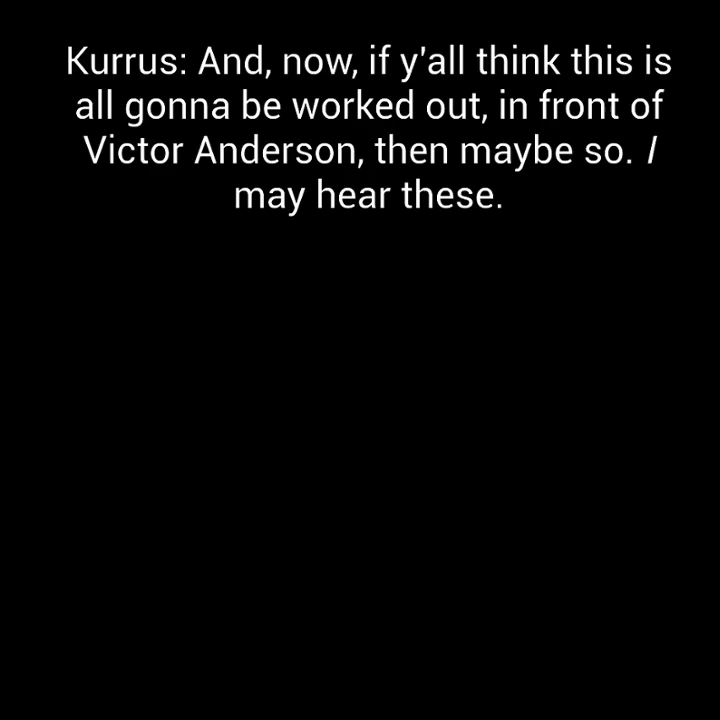 Kurrus: And, now, if y'all think this is
all gonna be worked out, in front of
Victor Anderson, then maybe so. I
may hear these.